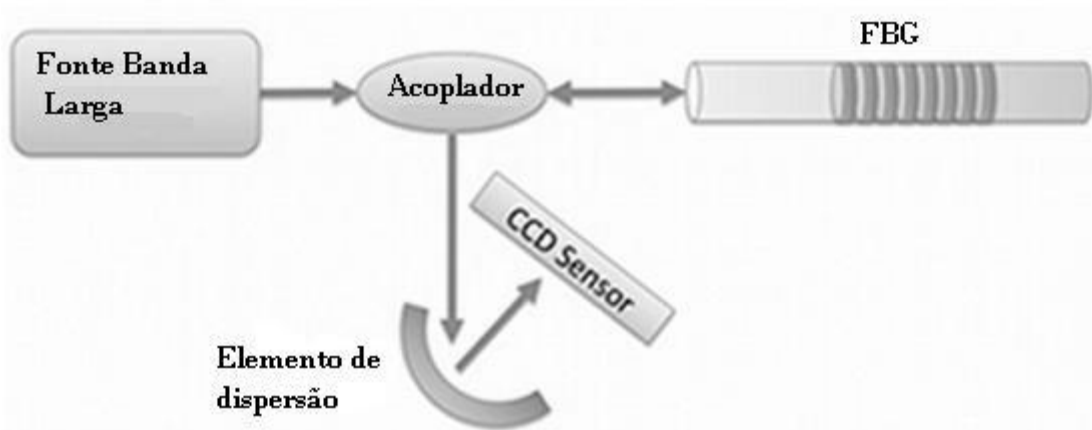 Fonte Banda
Larga
Acoplador
FBG
CCD Sensor
Elemento de
dispersão